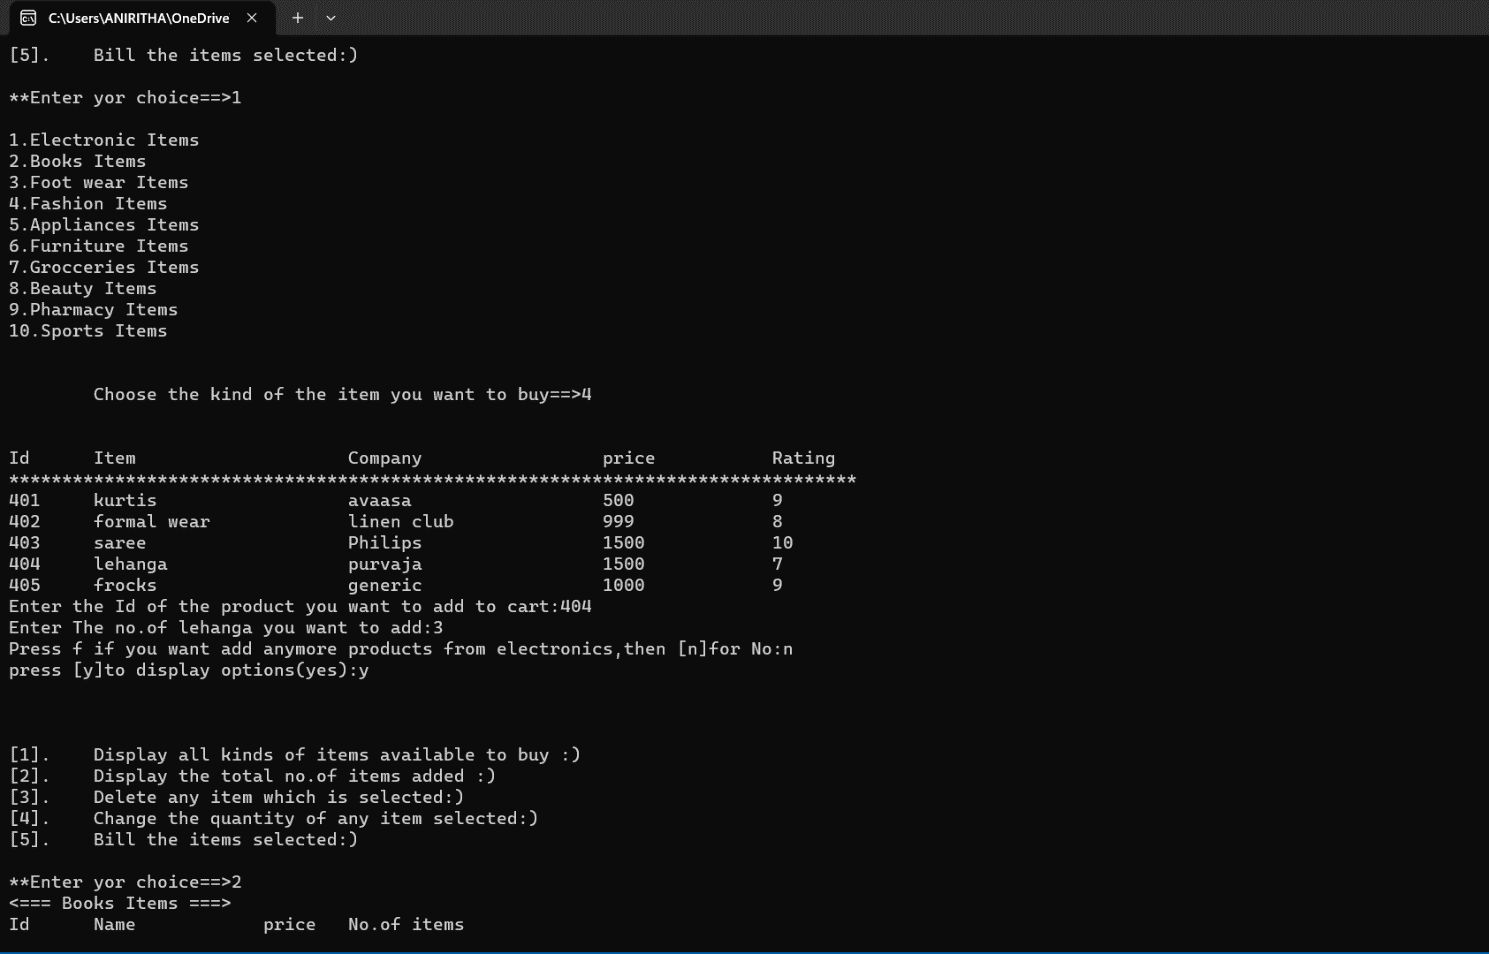 C:\Users\ANIRITHA\OneDrive
[5]. Bill the items selected:)
**Enter yor choice==>1
1.Electronic Items
2.Books Items
3.Foot wear Items
4.Fashion Items
5.Appliances Items
6.Furniture Items
7.Grocceries Items
8.Beauty Items
9.Pharmacy Items
10.Sports Items
Choose the kind of the item you want to buy==>4
Id Item Company price Rating
********************************************************************************
401 kurtis avaasa 500 9
402 formal wear linen club 999 8
403 saree Philips 1500 10
404 lehanga purvaja 1500 7
405 frocks generic 1000 9
Enter the Id of the product you want to add to cart:404
Enter The no.of lehanga you want to add:3
Press f if you want add anymore products from electronics,then [n]for No:n
press [y]to display options(yes):y
[1]. Display all kinds of items available to buy :)
[2]. Display the total no.of items added :)
[3]. Delete any item which is selected:)
[4]. Change the quantity of any item selected:)
[5]. Bill the items selected:)
**Enter yor choice==>2
<=== Books Items ===>
Id Name price No.of items